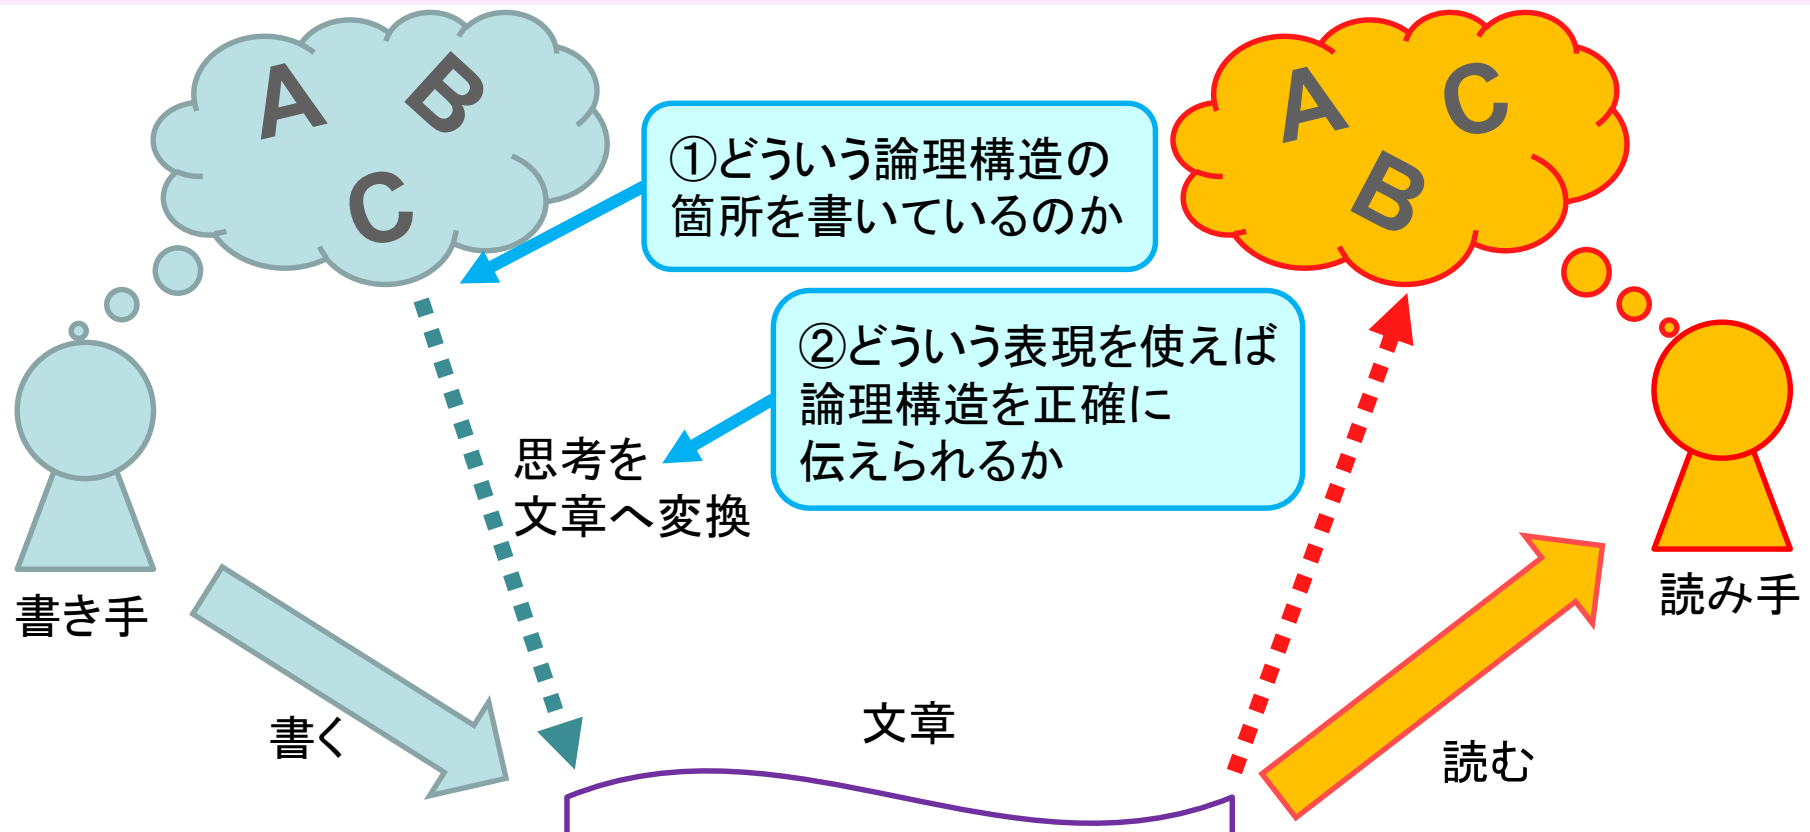 A
B
C
A
C
B
①どういう論理構造の
箇所を書いているのか
②どういう表現を使えば
論理構造を正確に
伝えられるか
思考を
文章へ変換
書き手
読み手
書く
文章
読む